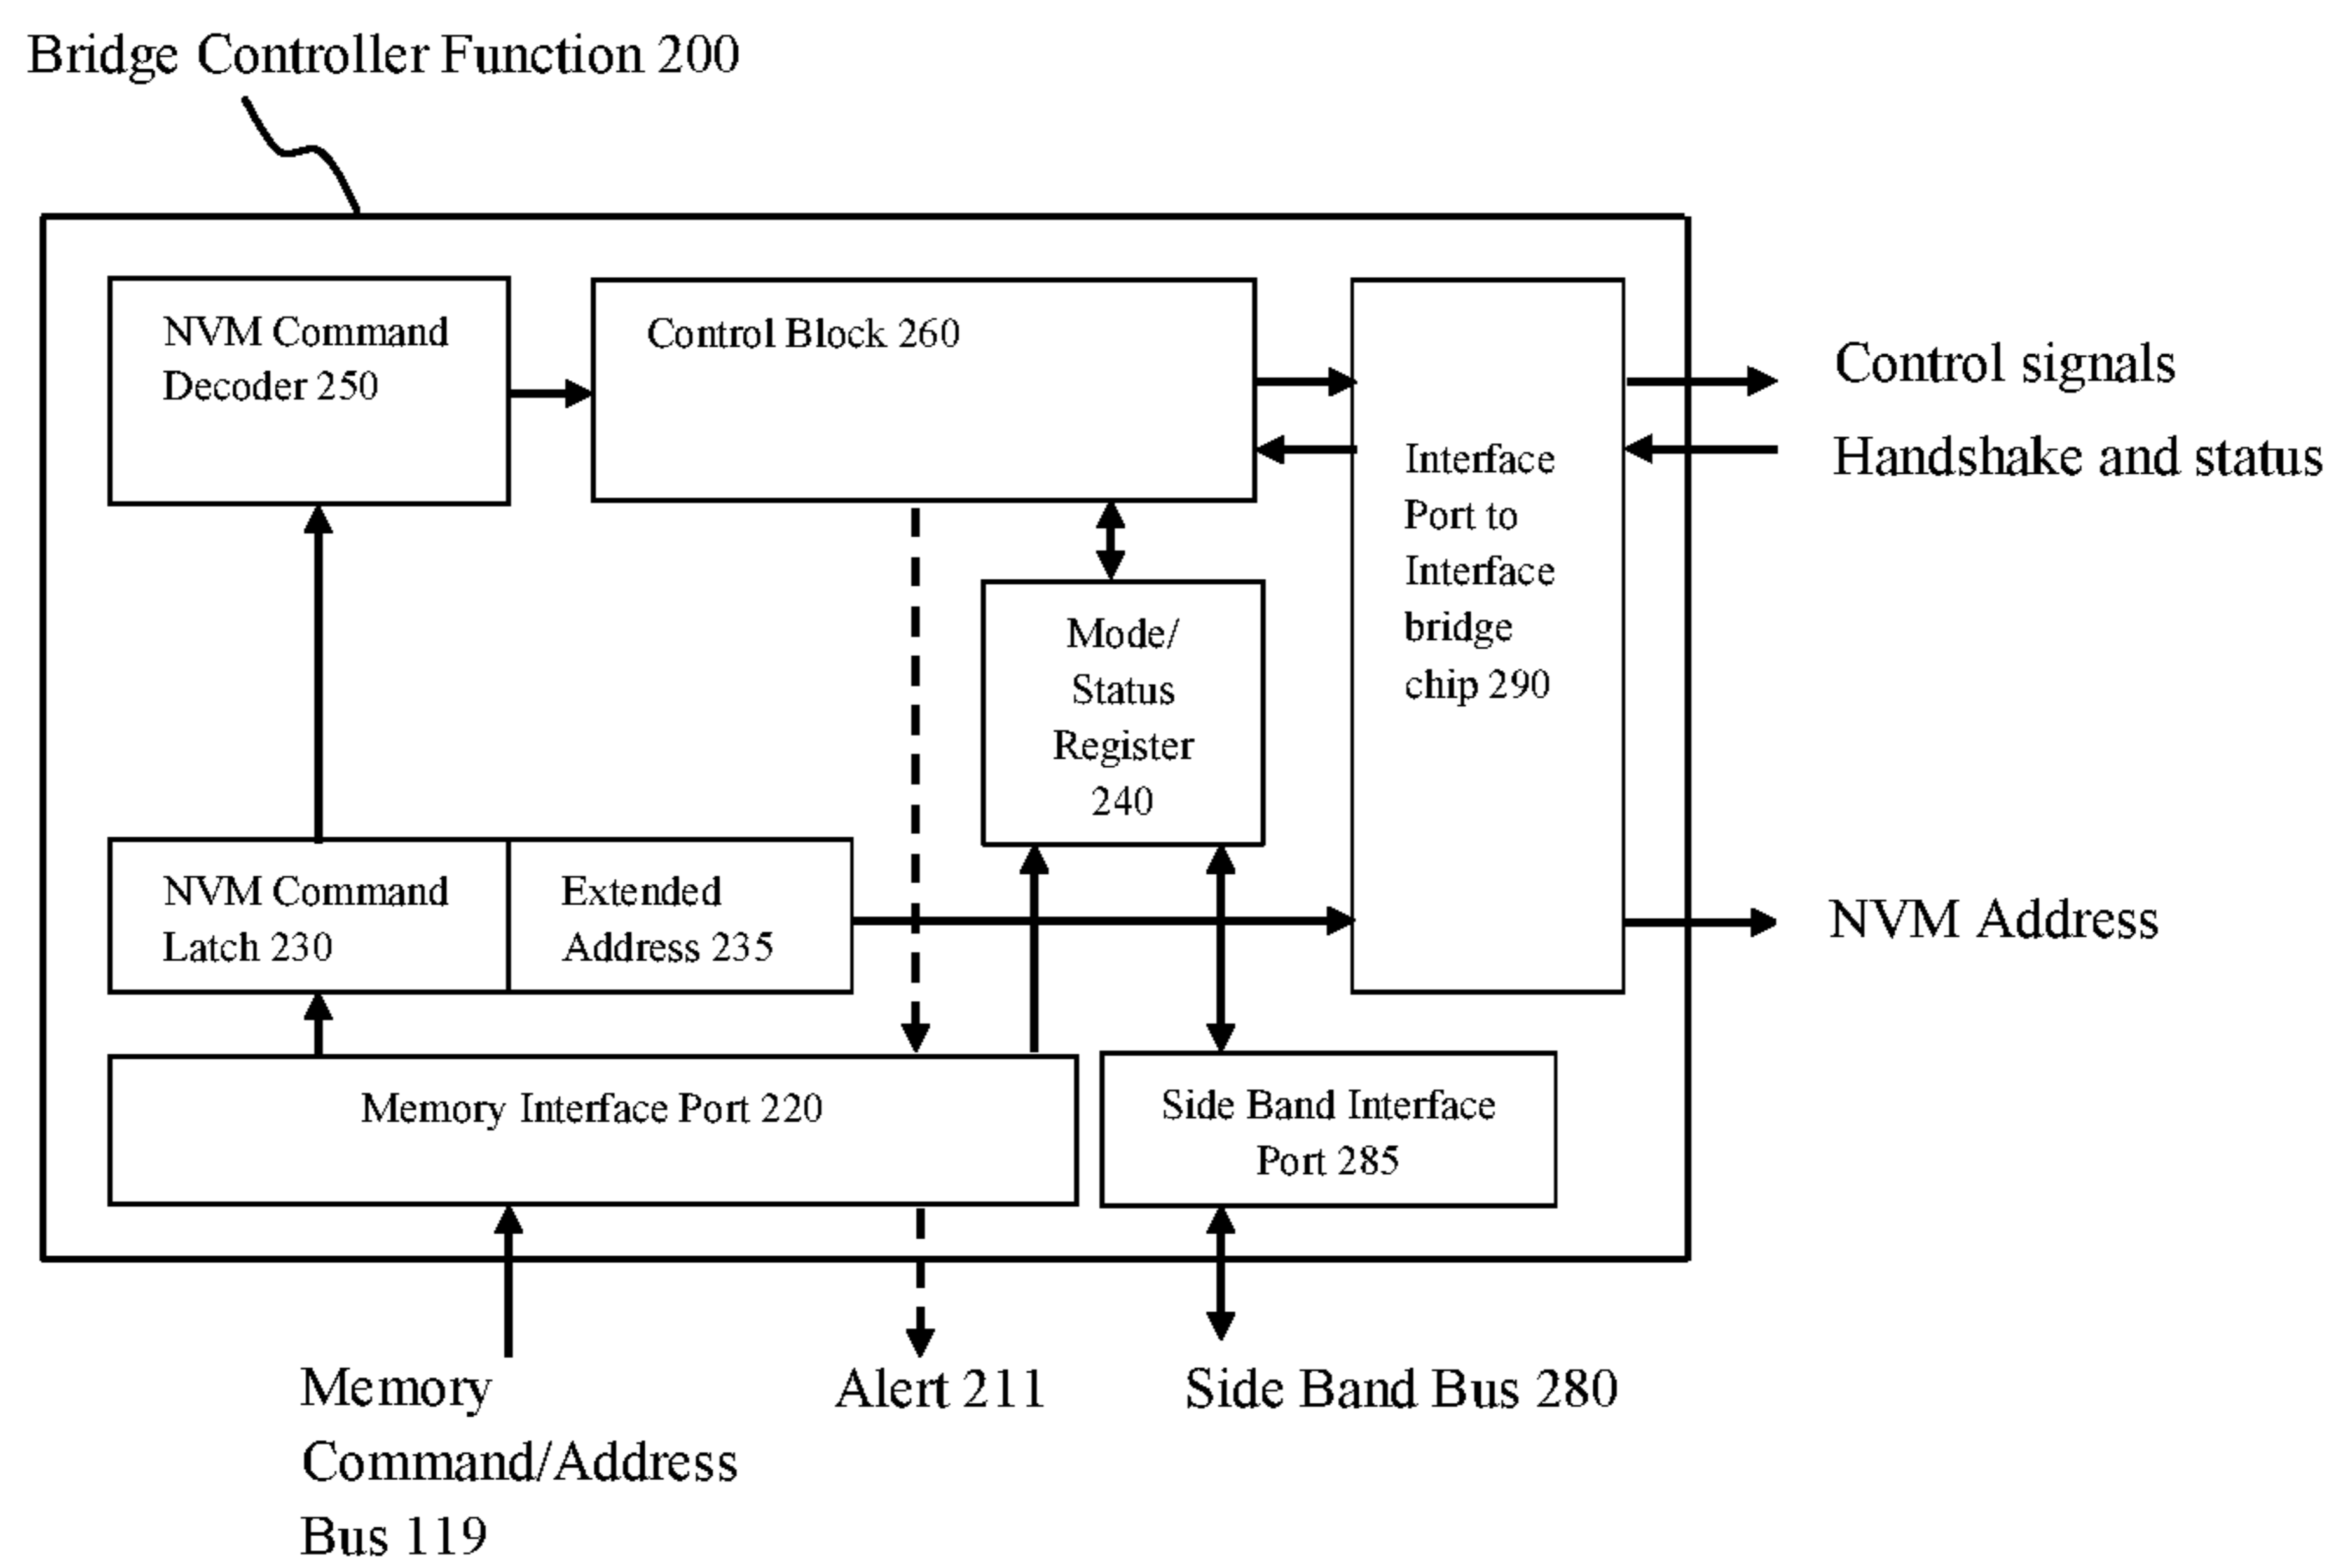 Bridge Controller Function 200
NVM Command
Decoder 250
Control Block 260
Control signals
Handshake and status
Interface
Port to
Interface
bridge
chip 290
Mode/
Status
Register
240
NVM Command
Latch 230
Extended
Address 235
NVM Address
Memory Interface Port 220
Side Band Interface
Port 285
Memory
Command/Address
Bus 119
Alert 211
Side Band Bus 280